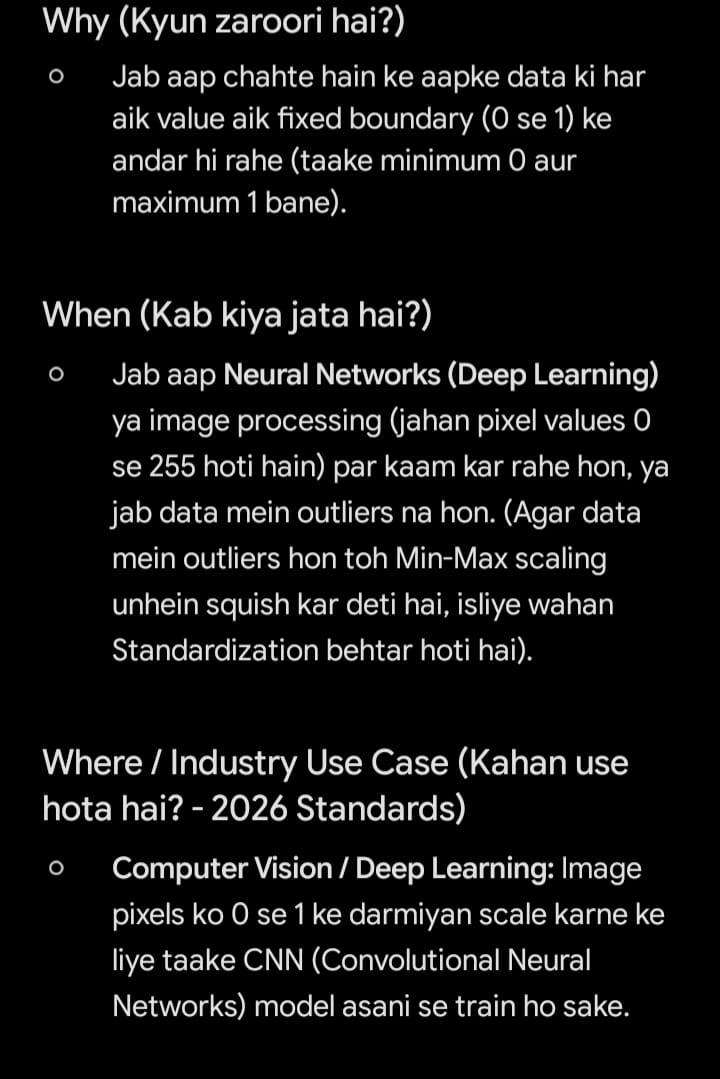 Why (Kyun zaroori hai?)
○ Jab aap chahte hain ke aapke data ki har
aik value aik fixed boundary (0 se 1) ke
andar hi rahe (taake minimum 0 aur
maximum 1 bane).
When (Kab kiya jata hai?)
○ Jab aap Neural Networks (Deep Learning)
ya image processing (jahan pixel values 0
se 255 hoti hain) par kaam kar rahe hon, ya
jab data mein outliers na hon. (Agar data
mein outliers hon toh Min-Max scaling
unhein squish kar deti hai, isliye wahan
Standardization behtar hoti hai).
Where / Industry Use Case (Kahan use
hota hai? - 2026 Standards)
○ Computer Vision / Deep Learning: Image
pixels ko 0 se 1 ke darmiyan scale karne ke
liye taake CNN (Convolutional Neural
Networks) model asani se train ho sake.